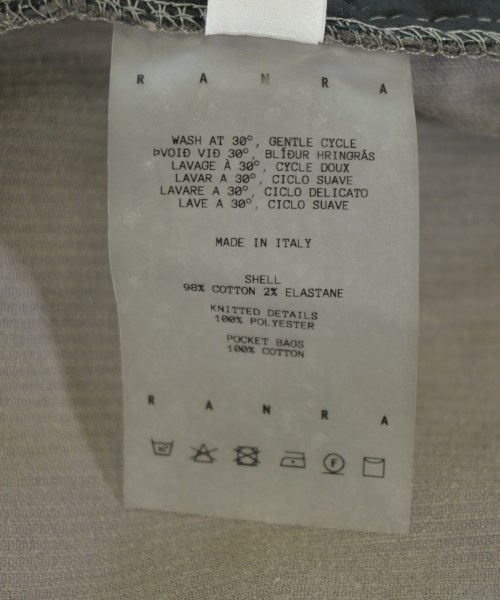 R A N R A
WASH AT 30°, GENTLE CYCLE
ÞVOIÐ VIÐ 30°, BLÍÐUR HRINGRÁS
LAVAGE À 30°, CYCLE DOUX
LAVAR A 30°, CICLO SUAVE
LAVARE A 30°, CICLO DELICATO
LAVE A 30°, CICLO SUAVE
MADE IN ITALY
SHELL
98% COTTON 2% ELASTANE
KNITTED DETAILS
100% POLYESTER
POCKET BAGS
100% COTTON
R A N R A
F